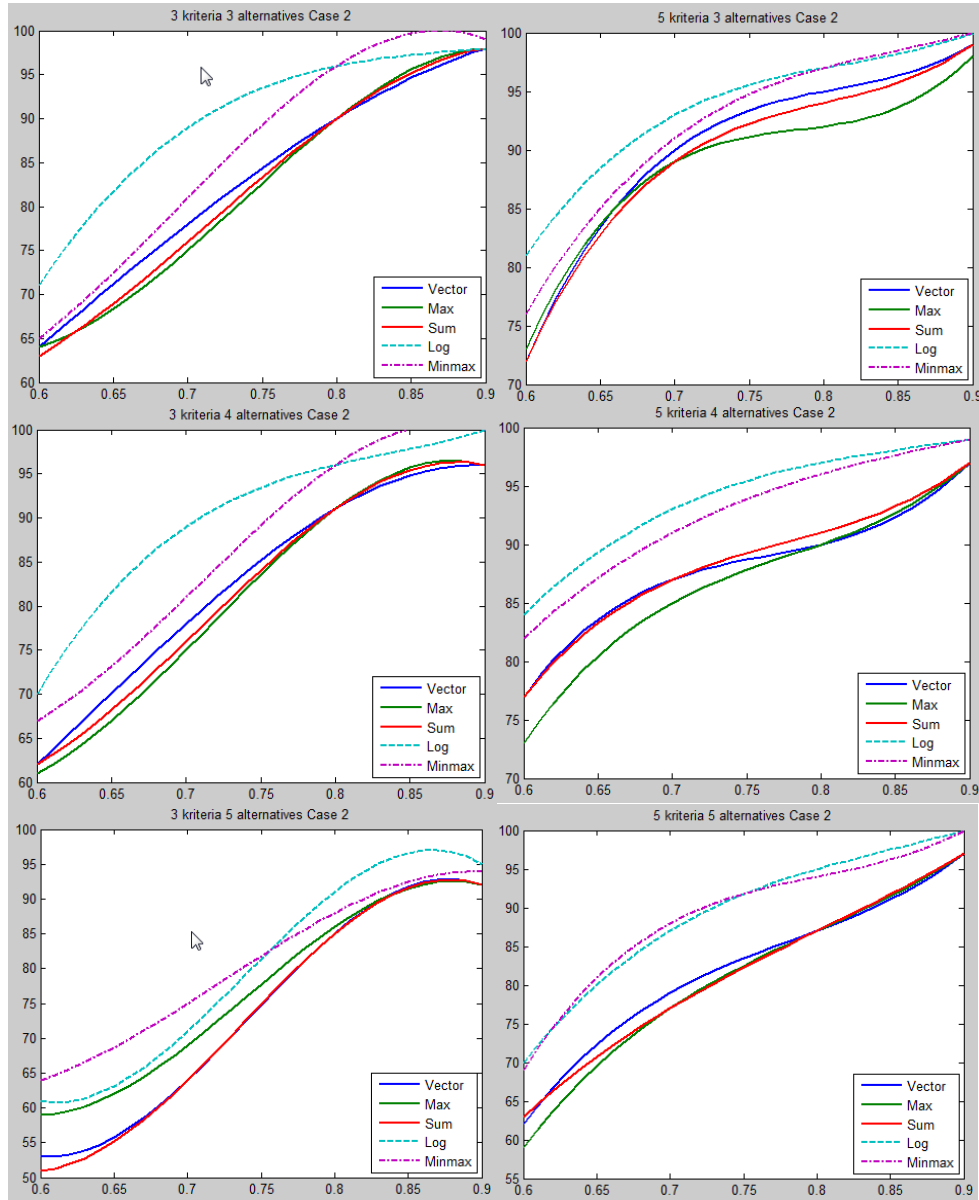 3 kriteria 3 alternatives Case 2
100
95
90
85
80
75
70
65
60
0.6 0.65 0.7 0.75 0.8 0.85 0.9
Vector
Max
Sum
Log
Minmax
5 kriteria 3 alternatives Case 2
100
95
90
85
80
75
70
0.6 0.65 0.7 0.75 0.8 0.85 0.9
Vector
Max
Sum
Log
Minmax
3 kriteria 4 alternatives Case 2
100
95
90
85
80
75
70
65
60
0.6 0.65 0.7 0.75 0.8 0.85 0.9
Vector
Max
Sum
Log
Minmax
5 kriteria 4 alternatives Case 2
100
95
90
85
80
75
70
0.6 0.65 0.7 0.75 0.8 0.85 0.9
Vector
Max
Sum
Log
Minmax
3 kriteria 5 alternatives Case 2
100
95
90
85
80
75
70
65
60
55
50
0.6 0.65 0.7 0.75 0.8 0.85 0.9
Vector
Max
Sum
Log
Minmax
5 kriteria 5 alternatives Case 2
100
95
90
85
80
75
70
65
60
55
0.6 0.65 0.7 0.75 0.8 0.85 0.9
Vector
Max
Sum
Log
Minmax